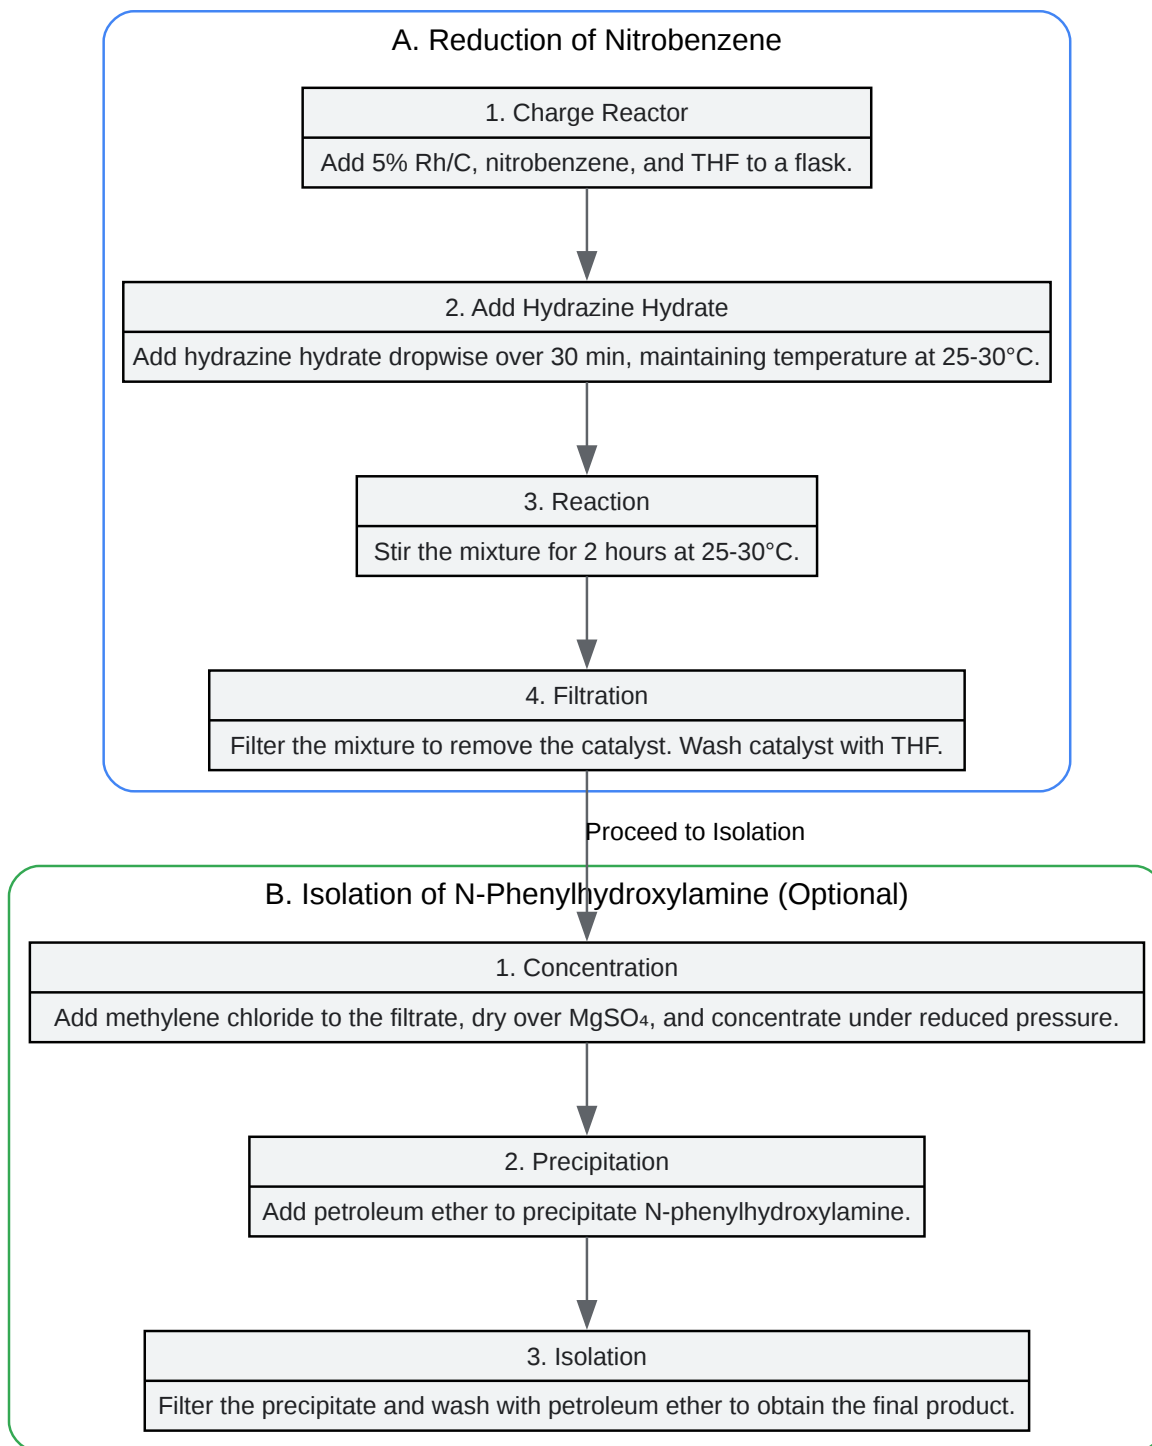 A. Reduction of Nitrobenzene
1. Charge Reactor
Add 5% Rh/C, nitrobenzene, and THF to a flask.
2. Add Hydrazine Hydrate
Add hydrazine hydrate dropwise over 30 min, maintaining temperature at 25-30°C.
3. Reaction
Stir the mixture for 2 hours at 25-30°C.
4. Filtration
Filter the mixture to remove the catalyst. Wash catalyst with THF.
Proceed to Isolation
B. Isolation of N-Phenylhydroxylamine (Optional)
1. Concentration
Add methylene chloride to the filtrate, dry over MgSO₄, and concentrate under reduced pressure.
2. Precipitation
Add petroleum ether to precipitate N-phenylhydroxylamine.
3. Isolation
Filter the precipitate and wash with petroleum ether to obtain the final product.